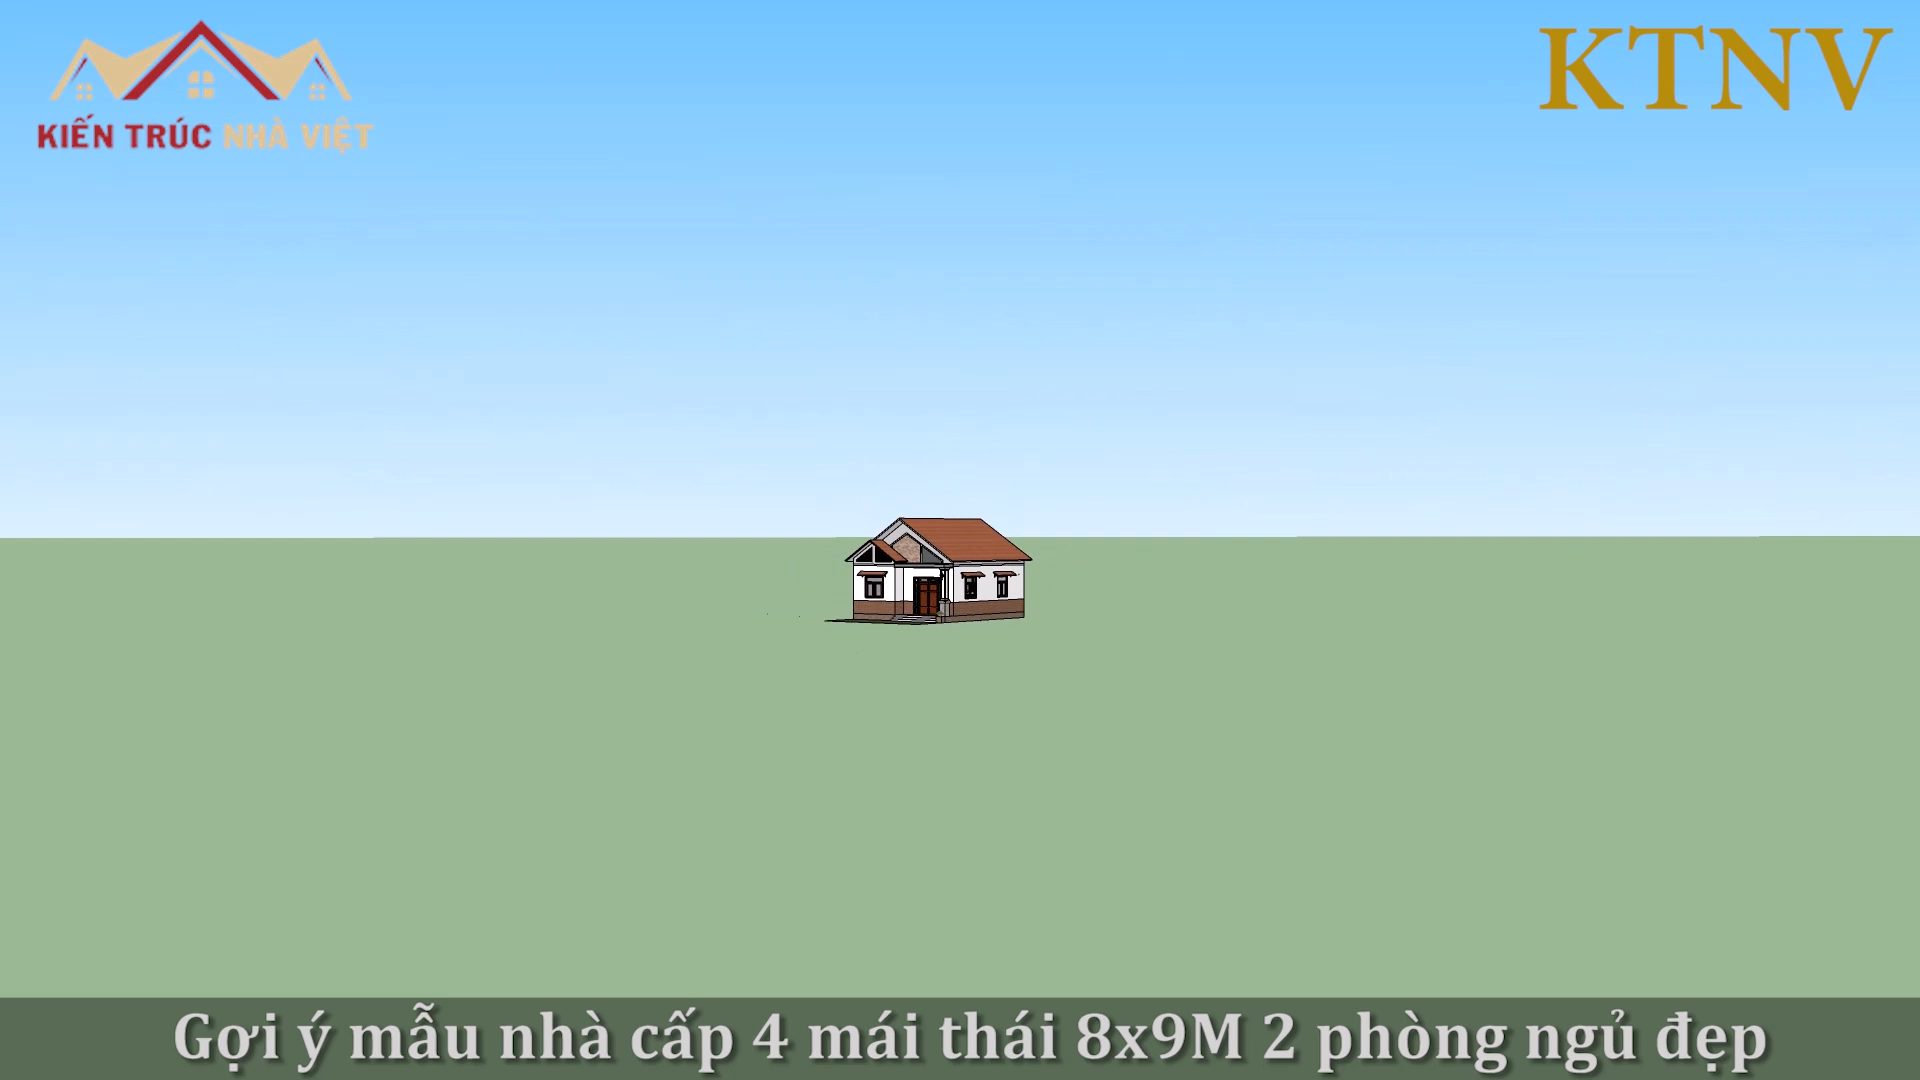 KIẾN TRÚC NHÀ VIỆT
KTNV
Gợi ý mẫu nhà cấp 4 mái thái 8x9M 2 phòng ngủ đẹp